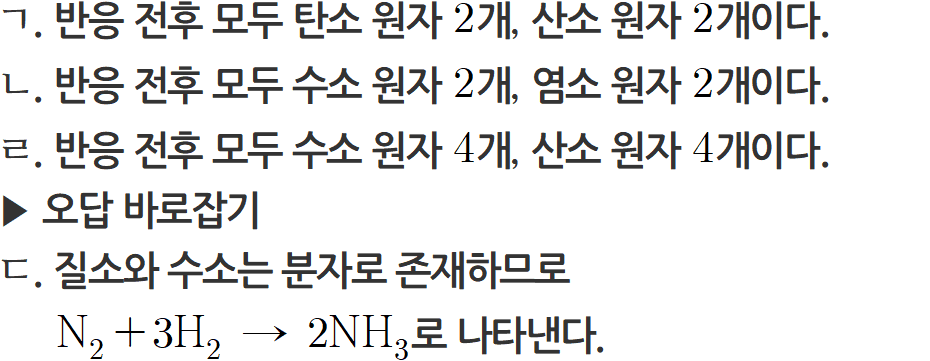 ㄱ. 반응 전후 모두 탄소 원자 2개, 산소 원자 2개이다.
ㄴ. 반응 전후 모두 수소 원자 2개, 염소 원자 2개이다.
ㄹ. 반응 전후 모두 수소 원자 4개, 산소 원자 4개이다.
▶ 오답 바로잡기
ㄷ. 질소와 수소는 분자로 존재하므로
N₂+3H₂ → 2NH₃로 나타낸다.